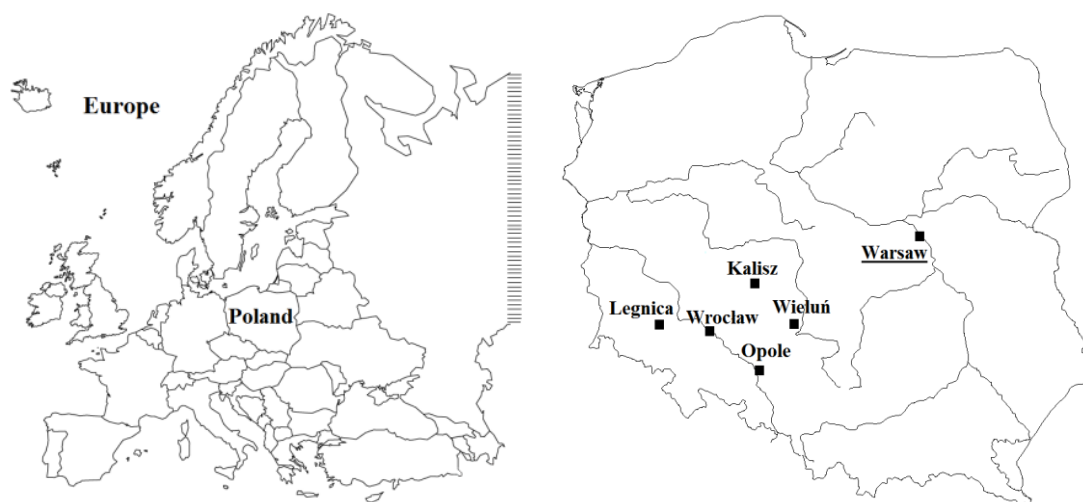 Europe
Poland
Warsaw
Kalisz
Legnica
Wrocław
Wieluń
Opole